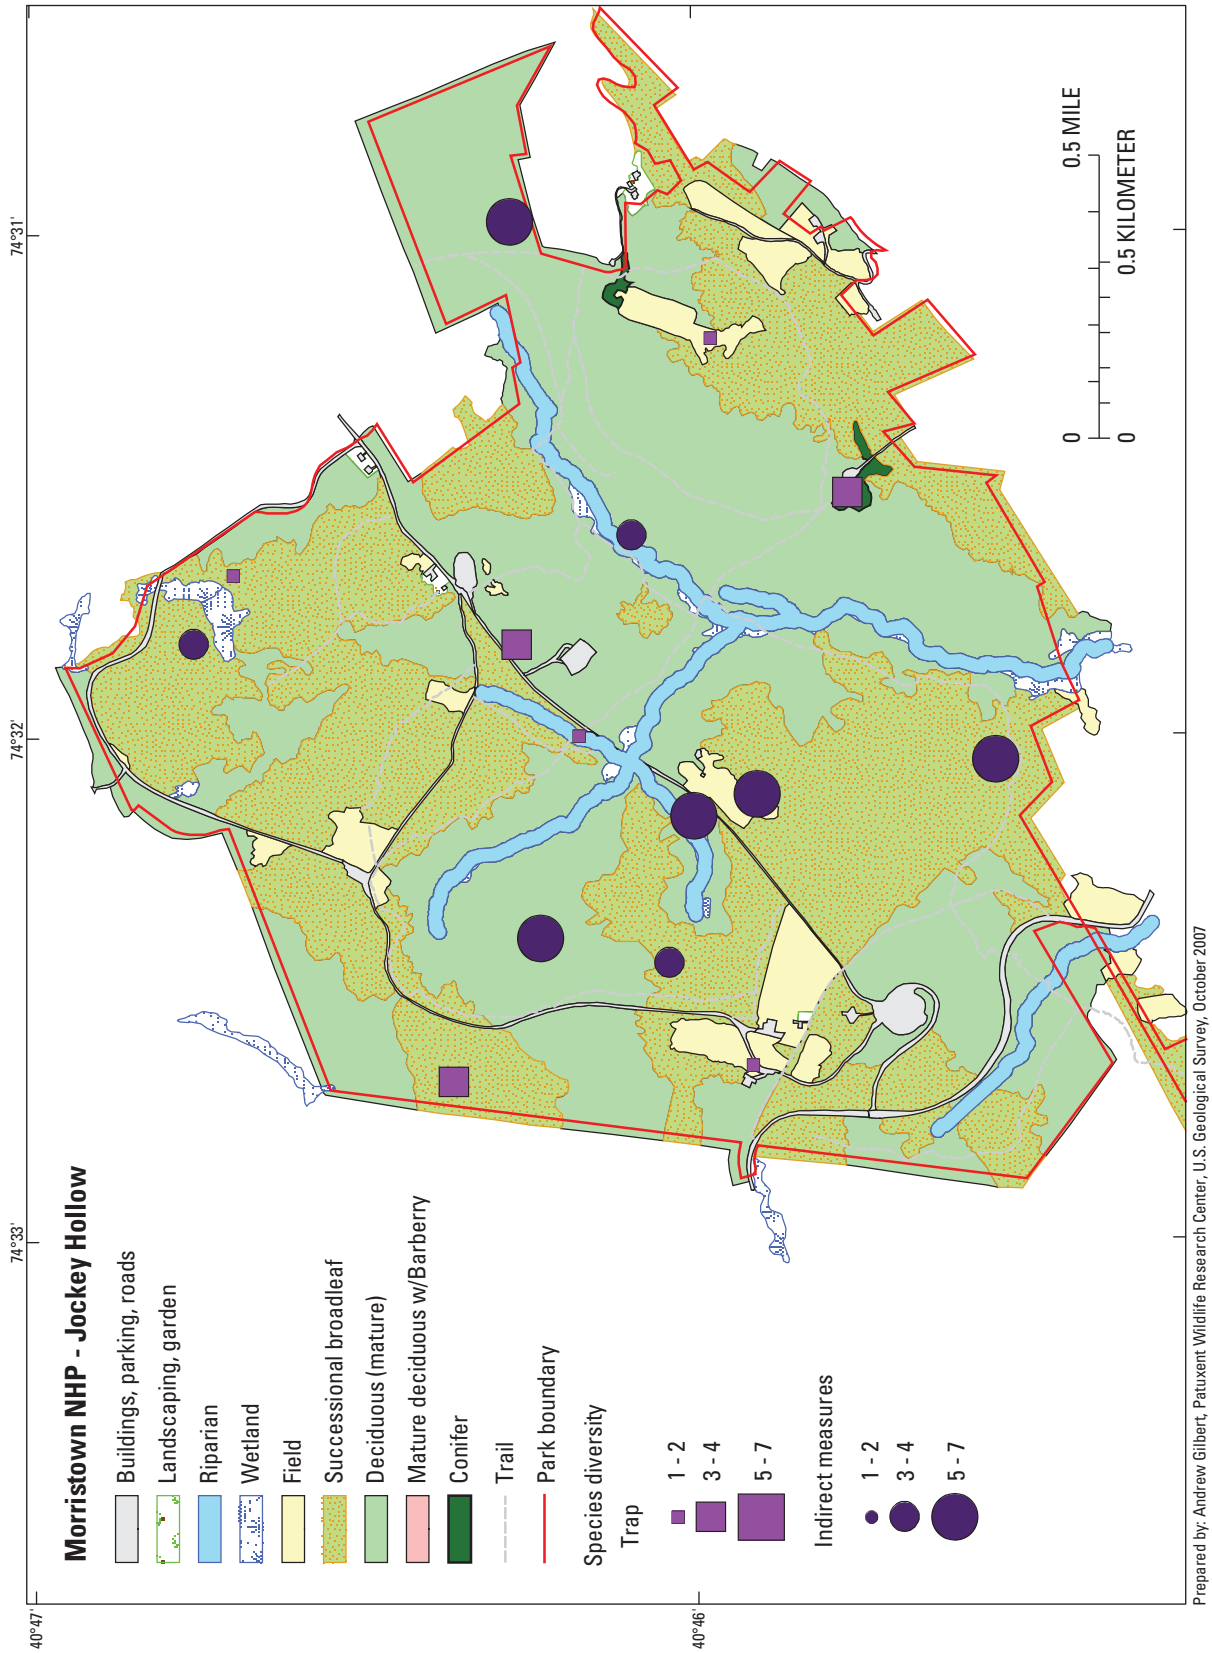 Morristown NHP - Jockey Hollow
Buildings, parking, roads
Landscaping, garden
Riparian
Wetland
Field
Successional broadleaf
Deciduous (mature)
Mature deciduous w/Barberry
Conifer
Trail
Park boundary
Species diversity
Trap
1 - 2
3 - 4
5 - 7
Indirect measures
1 - 2
3 - 4
5 - 7
74°33'
74°32'
74°31'
40°47'
40°46'
0 0.5 MILE
0 0.5 KILOMETER
Prepared by: Andrew Gilbert, Patuxent Wildlife Research Center, U.S. Geological Survey, October 2007